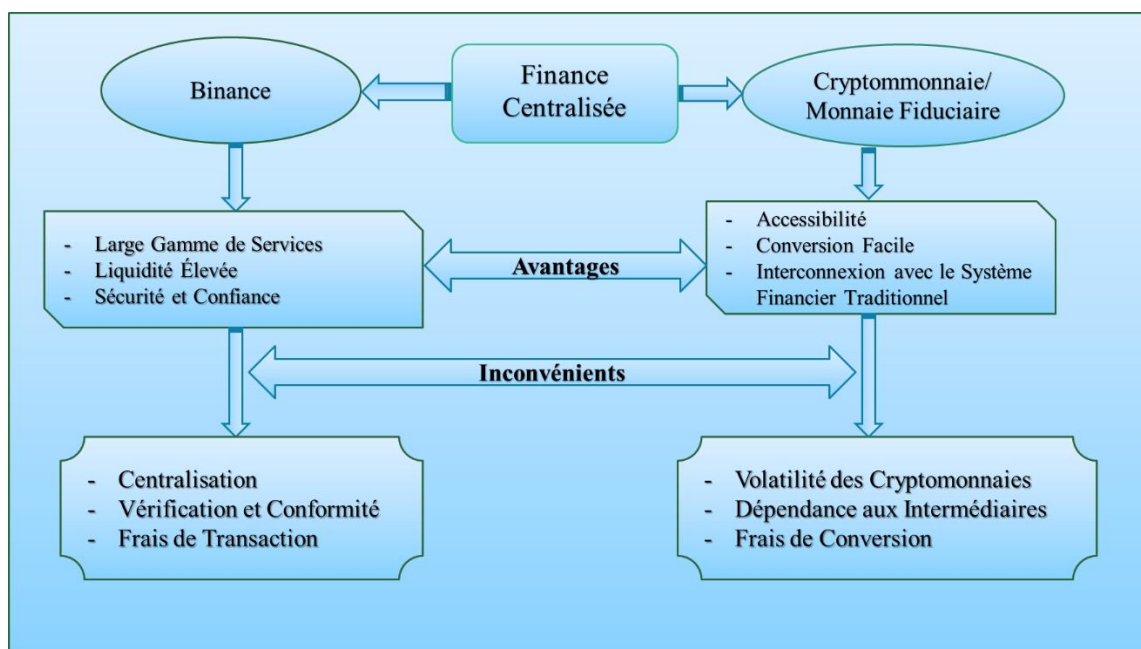 Binance
Finance
Centralisée
Cryptommonnaie/
Monnaie Fiduciaire
- Large Gamme de Services
- Liquidité Élevée
- Sécurité et Confiance
Avantages
- Accessibilité
- Conversion Facile
- Interconnexion avec le Système
Financier Traditionnel
Inconvénients
- Centralisation
- Vérification et Conformité
- Frais de Transaction
- Volatilité des Cryptomonnaies
- Dépendance aux Intermédiaires
- Frais de Conversion